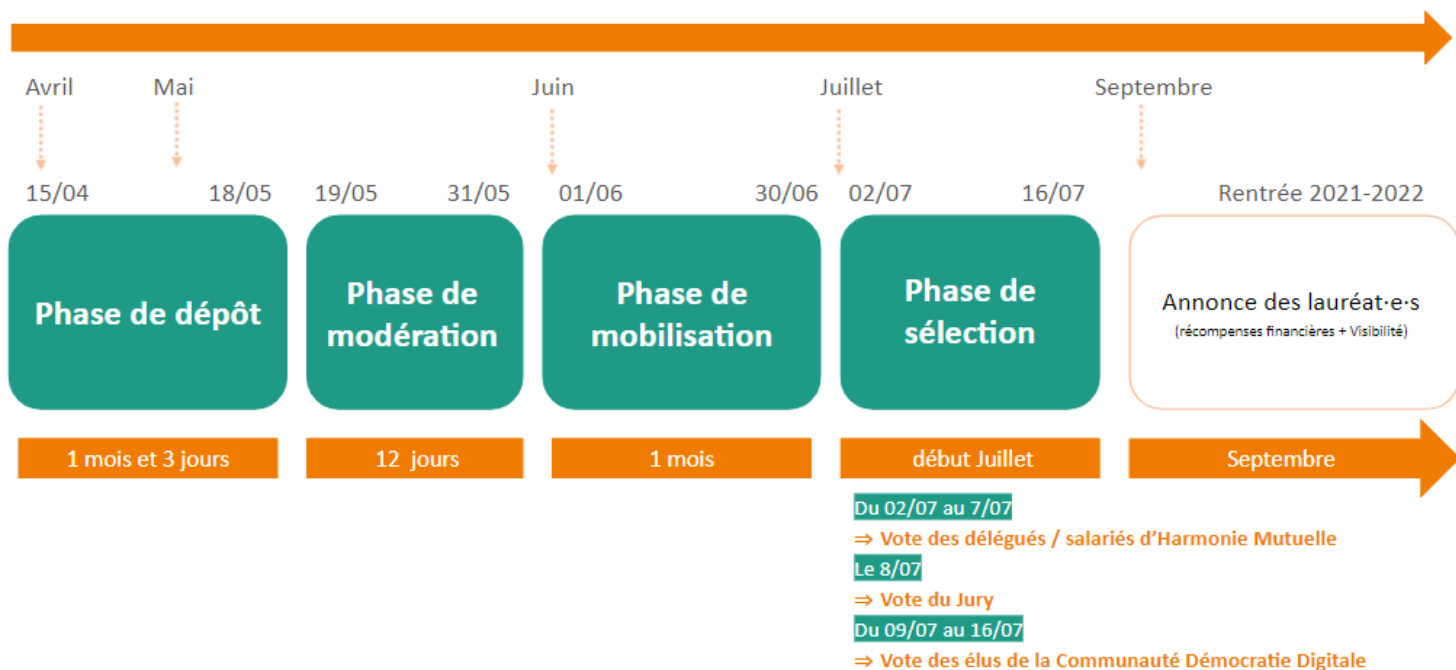 Avril Mai Juin Juillet Septembre
15/04 18/05 19/05 31/05 01/06 30/06 02/07 16/07 Rentrée 2021-2022
Phase de dépôt
Phase de
modération
Phase de
mobilisation
Phase de
sélection
Annonce des lauréat·e·s
(récompenses financières + Visibilité)
1 mois et 3 jours
12 jours
1 mois
début Juillet
Septembre
Du 02/07 au 7/07
⇒ Vote des délégués / salariés d'Harmonie Mutuelle
Le 8/07
⇒ Vote du Jury
Du 09/07 au 16/07
⇒ Vote des élus de la Communauté Démocratie Digitale